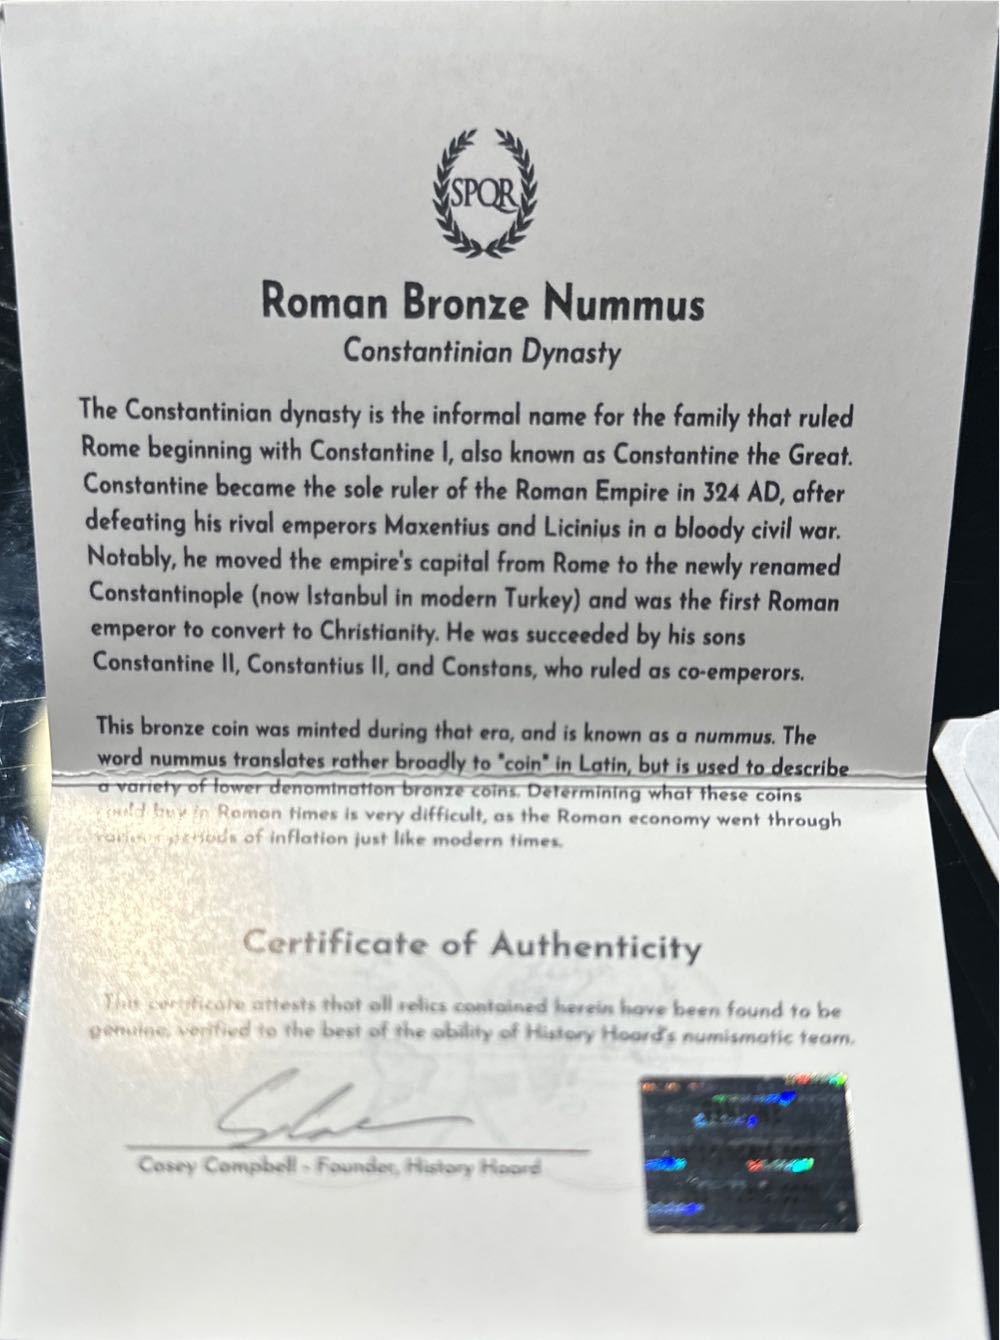 SPQR
Roman Bronze Nummus
Constantinian Dynasty
The Constantinian dynasty is the informal name for the family that ruled
Rome beginning with Constantine I, also known as Constantine the Great.
Constantine became the sole ruler of the Roman Empire in 324 AD, after
defeating his rival emperors Maxentius and Licinius in a bloody civil war.
Notably, he moved the empire's capital from Rome to the newly renamed
Constantinople (now Istanbul in modern Turkey) and was the first Roman
emperor to convert to Christianity. He was succeeded by his sons
Constantine II, Constantius II, and Constans, who ruled as co-emperors.
This bronze coin was minted during that era, and is known as a nummus. The
word nummus translates rather broadly to "coin" in Latin, but is used to describe
a variety of lower denomination bronze coins. Determining what these coins
could buy in Roman times is very difficult, as the Roman economy went through
various periods of inflation just like modern times.
Certificate of Authenticity
This certificate attests that all relics contained herein have been found to be
genuine, verified to the best of the ability of History Hoard's numismatic team.
Casey Campbell - Founder, History Hoard